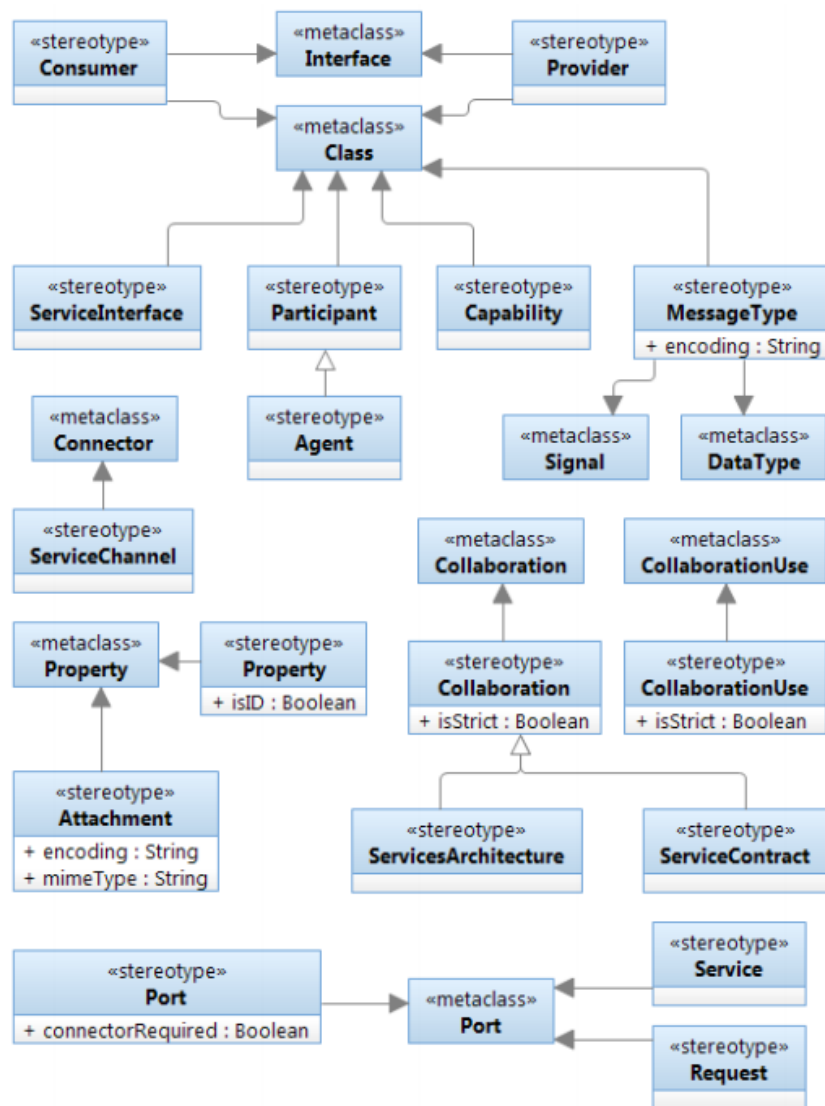 «stereotype»
Consumer
«metaclass»
Interface
«stereotype»
Provider
«metaclass»
Class
«stereotype»
ServiceInterface
«stereotype»
Participant
«stereotype»
Capability
«stereotype»
MessageType
+ encoding : String
«metaclass»
Connector
«stereotype»
Agent
«metaclass»
Signal
«metaclass»
DataType
«stereotype»
ServiceChannel
«metaclass»
Collaboration
«metaclass»
CollaborationUse
«metaclass»
Property
«stereotype»
Property
+ isID : Boolean
«stereotype»
Collaboration
+ isStrict : Boolean
«stereotype»
CollaborationUse
+ isStrict : Boolean
«stereotype»
Attachment
+ encoding : String
+ mimeType : String
«stereotype»
ServicesArchitecture
«stereotype»
ServiceContract
«stereotype»
Port
+ connectorRequired : Boolean
«metaclass»
Port
«stereotype»
Service
«stereotype»
Request